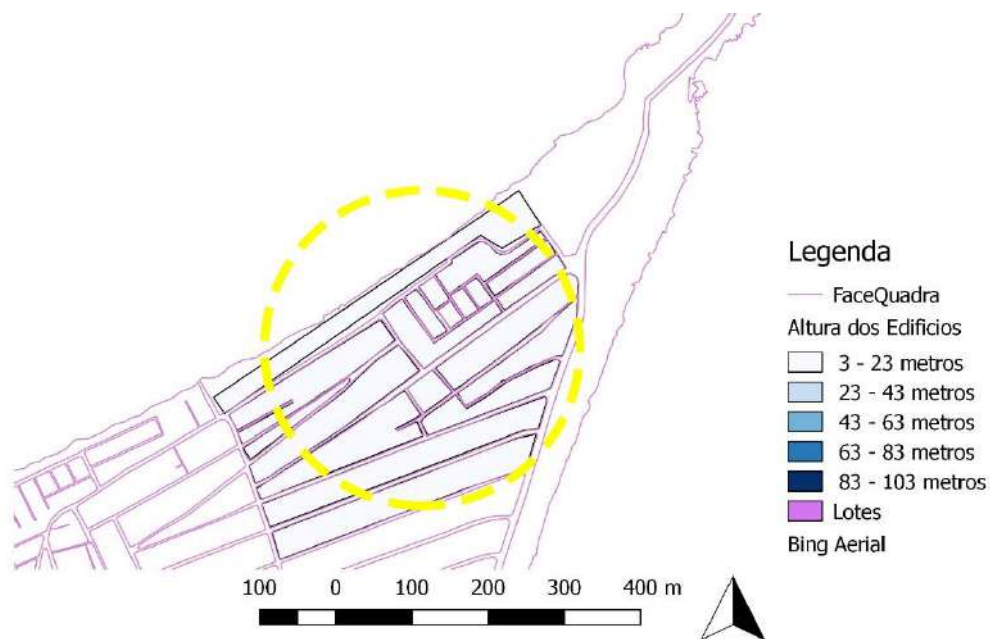 Legenda
FaceQuadra
Altura dos Edificios
3 - 23 metros
23 - 43 metros
43 - 63 metros
63 - 83 metros
83 - 103 metros
Lotes
Bing Aerial
100 0 100 200 300 400 m